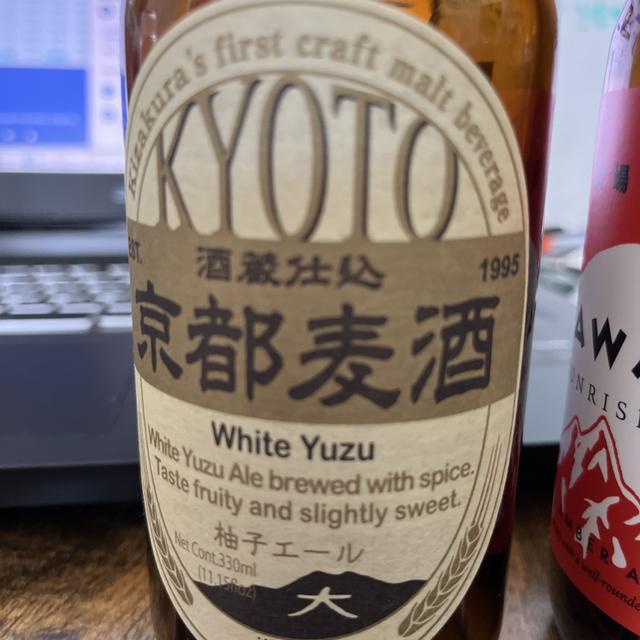 Kizakura's first craft malt beverage
KYOTO
EST.
酒蔵仕込
1995
京都麦酒
White Yuzu
White Yuzu Ale brewed with spice.
Taste fruity and slightly sweet.
柚子エール
Net Cont.330ml
(11.15fl oz)
大